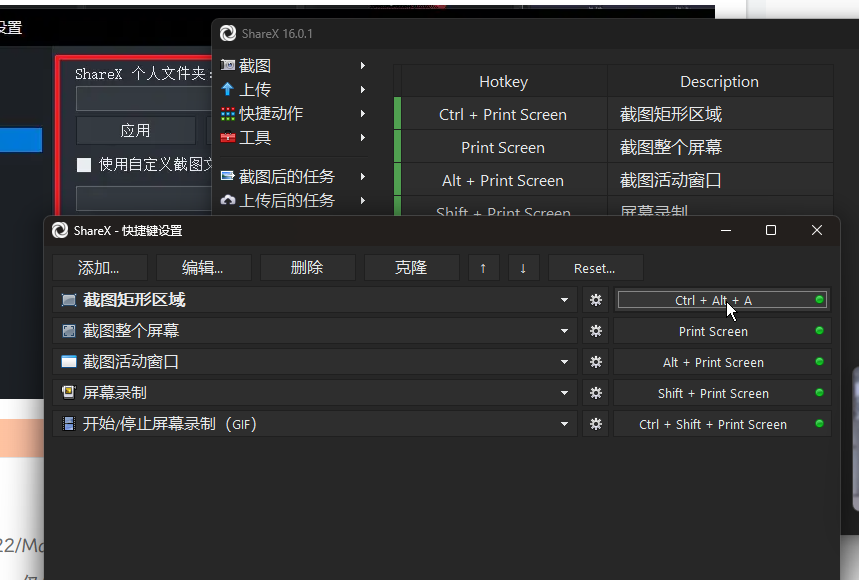 设置
ShareX 16.0.1
ShareX 个人文件夹:
应用
使用自定义截图文
截图
上传
快捷动作
工具
截图后的任务
上传后的任务
Hotkey Description
Ctrl + Print Screen 截图矩形区域
Print Screen 截图整个屏幕
Alt + Print Screen 截图活动窗口
Shift + Print Screen 屏幕录制
ShareX - 快捷键设置
添加... 编辑... 删除 克隆 ↑ ↓ Reset...
截图矩形区域 Ctrl + Alt + A
截图整个屏幕 Print Screen
截图活动窗口 Alt + Print Screen
屏幕录制 Shift + Print Screen
开始/停止屏幕录制（GIF） Ctrl + Shift + Print Screen